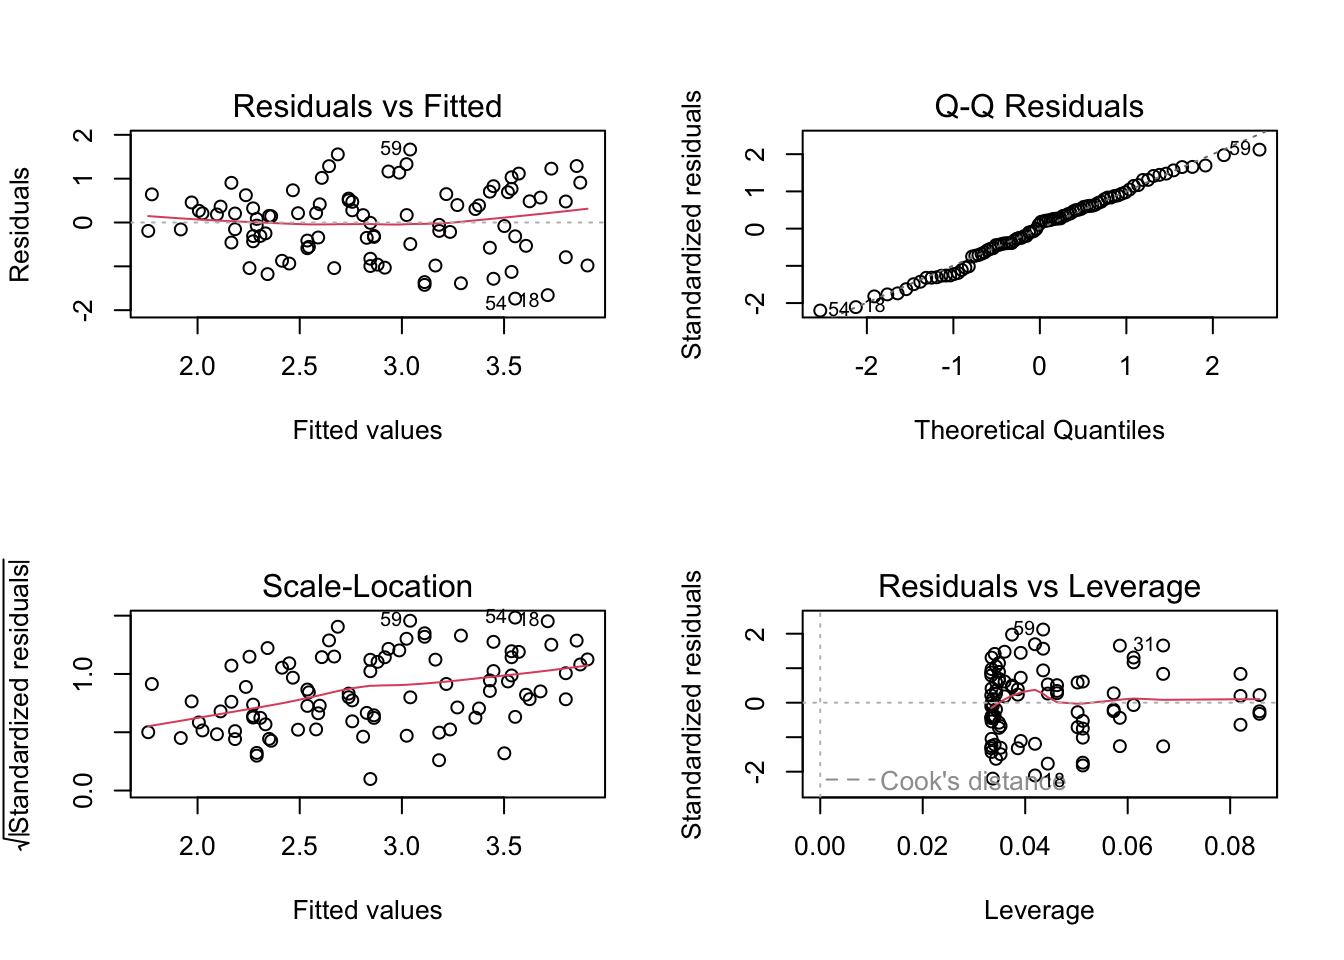 Residuals vs Fitted
Residuals
2
1
0
-2
59
54
18
2.0 2.5 3.0 3.5
Fitted values
Q-Q Residuals
Standardized residuals
2
1
0
-2
59
54
18
-2 -1 0 1 2
Theoretical Quantiles
Scale-Location
√|Standardized residuals|
1.0
0.0
59
54
18
2.0 2.5 3.0 3.5
Fitted values
Residuals vs Leverage
Standardized residuals
2
0
-2
59
31
18
Cook's distance
0.00 0.02 0.04 0.06 0.08
Leverage